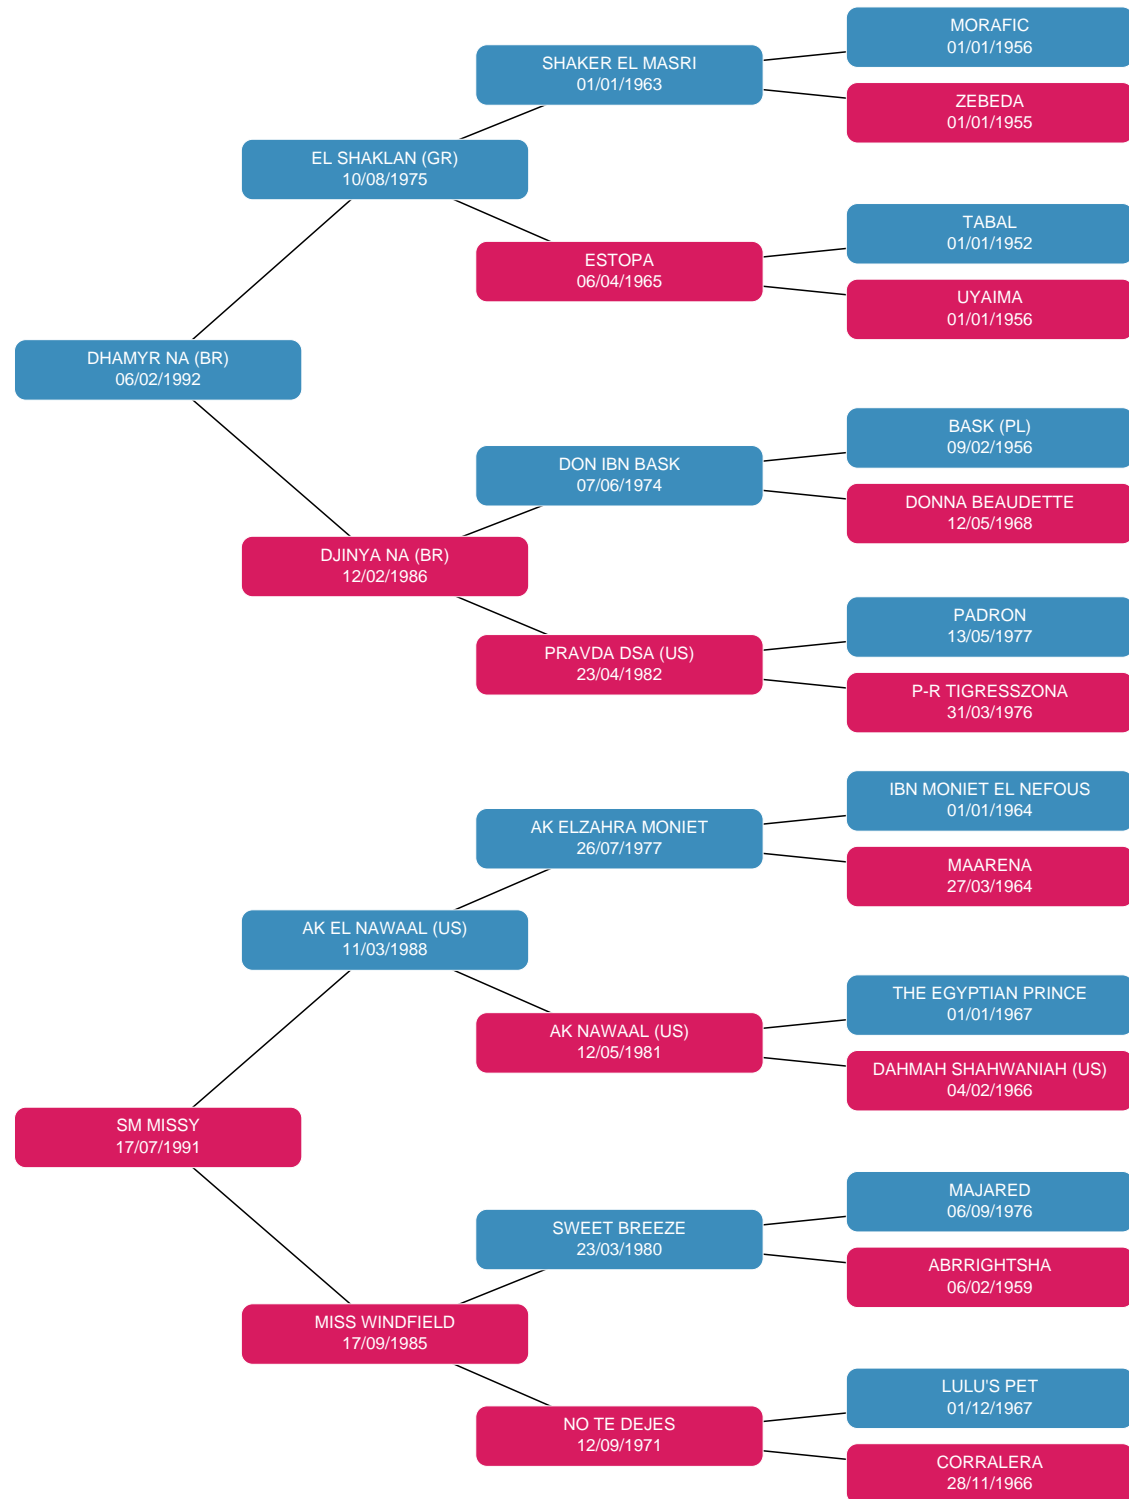 MORAFIC
01/01/1956
SHAKER EL MASRI
01/01/1963
ZEBEDA
01/01/1955
EL SHAKLAN (GR)
10/08/1975
TABAL
01/01/1952
ESTOPA
06/04/1965
UYAIMA
01/01/1956
DHAMYR NA (BR)
06/02/1992
BASK (PL)
09/02/1956
DON IBN BASK
07/06/1974
DONNA BEAUDETTE
12/05/1968
DJINYA NA (BR)
12/02/1986
PADRON
13/05/1977
PRAVDA DSA (US)
23/04/1982
P-R TIGRESSZONA
31/03/1976
IBN MONIET EL NEFOUS
01/01/1964
AK ELZAHRA MONIET
26/07/1977
MAARENA
27/03/1964
AK EL NAWAAL (US)
11/03/1988
THE EGYPTIAN PRINCE
01/01/1967
AK NAWAAL (US)
12/05/1981
DAHMAH SHAHWANIAH (US)
04/02/1966
SM MISSY
17/07/1991
MAJARED
06/09/1976
SWEET BREEZE
23/03/1980
ABRRIGHTSHA
06/02/1959
MISS WINDFIELD
17/09/1985
LULU'S PET
01/12/1967
NO TE DEJES
12/09/1971
CORRALERA
28/11/1966